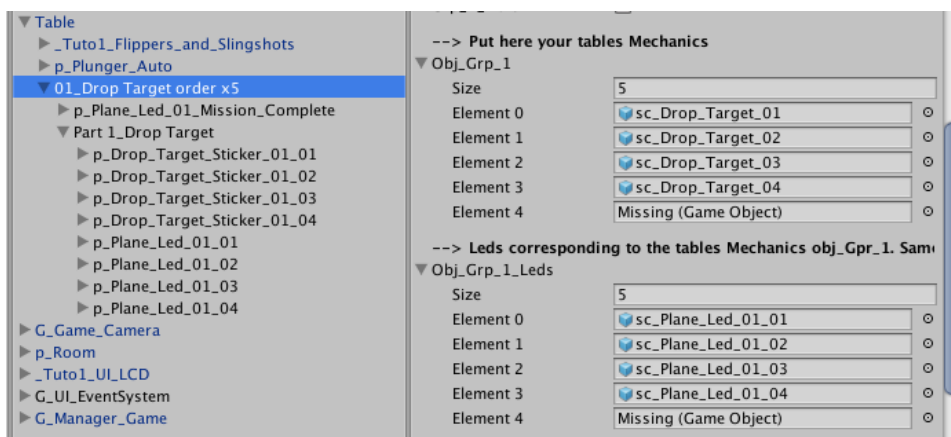 Table
_Tuto1_Flippers_and_Slingshots
p_Plunger_Auto
01_Drop Target order x5
p_Plane_Led_01_Mission_Complete
Part 1_Drop Target
p_Drop_Target_Sticker_01_01
p_Drop_Target_Sticker_01_02
p_Drop_Target_Sticker_01_03
p_Drop_Target_Sticker_01_04
p_Plane_Led_01_01
p_Plane_Led_01_02
p_Plane_Led_01_03
p_Plane_Led_01_04
G_Game_Camera
p_Room
_Tuto1_UI_LCD
G_UI_EventSystem
G_Manager_Game
--> Put here your tables Mechanics
Obj_Grp_1
Size 5
Element 0 sc_Drop_Target_01
Element 1 sc_Drop_Target_02
Element 2 sc_Drop_Target_03
Element 3 sc_Drop_Target_04
Element 4 Missing (Game Object)
--> Leds corresponding to the tables Mechanics obj_Gpr_1. Same
Obj_Grp_1_Leds
Size 5
Element 0 sc_Plane_Led_01_01
Element 1 sc_Plane_Led_01_02
Element 2 sc_Plane_Led_01_03
Element 3 sc_Plane_Led_01_04
Element 4 Missing (Game Object)